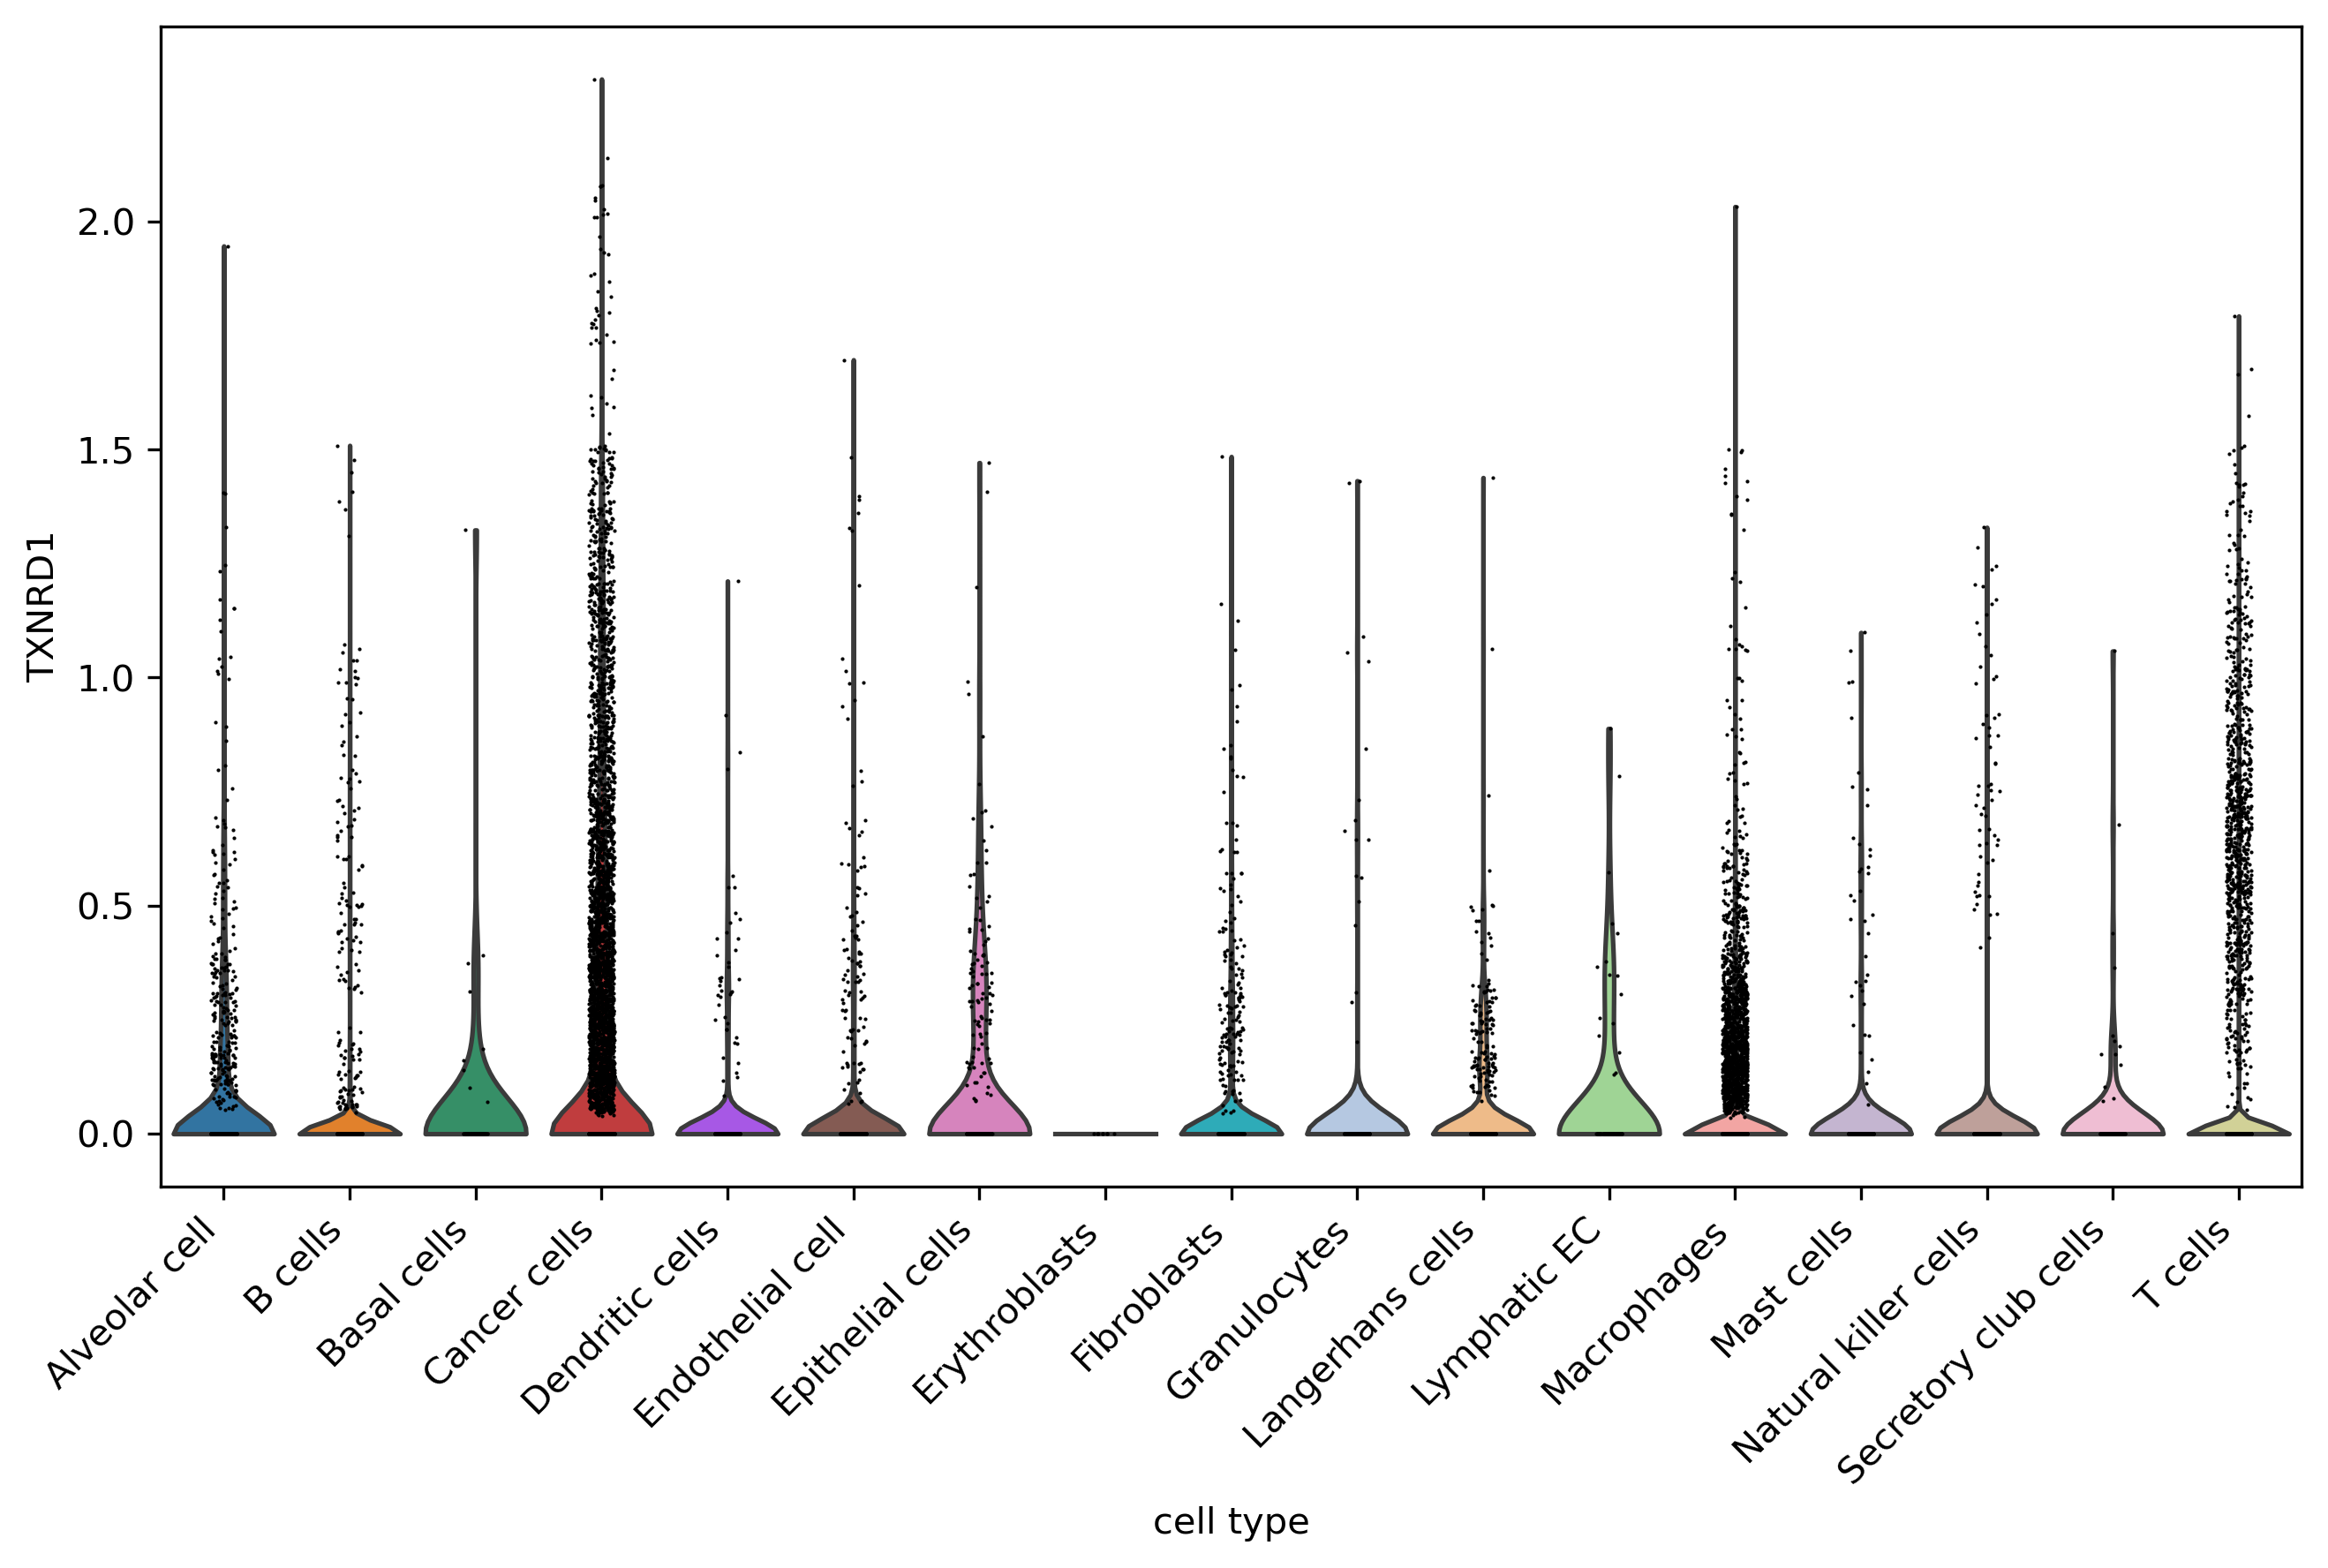 TXNRD1
2.0
1.5
1.0
0.5
0.0
Alveolar cell
B cells
Basal cells
Cancer cells
Dendritic cells
Endothelial cell
Epithelial cells
Erythroblasts
Fibroblasts
Granulocytes
Langerhans cells
Lymphatic EC
Macrophages
Mast cells
Natural killer cells
Secretory club cells
T cells
cell type